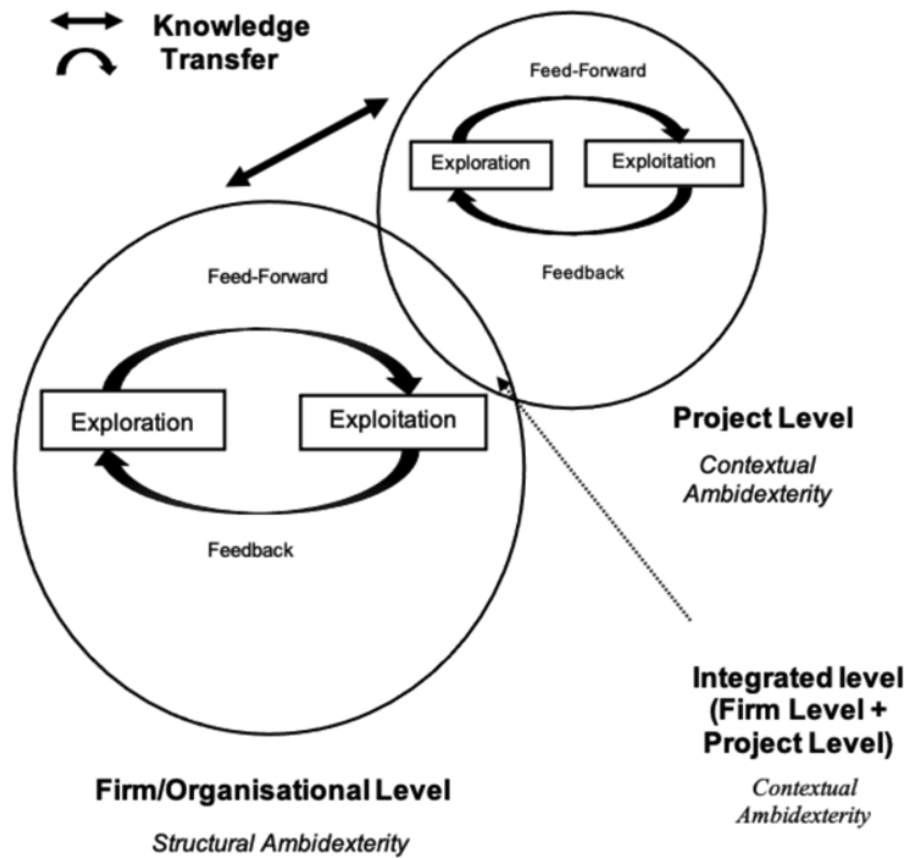 Knowledge
Transfer
Feed-Forward
Exploration
Exploitation
Feedback
Feed-Forward
Exploration
Exploitation
Feedback
Project Level
Contextual
Ambidexterity
Integrated level
(Firm Level +
Project Level)
Contextual
Ambidexterity
Firm/Organisational Level
Structural Ambidexterity